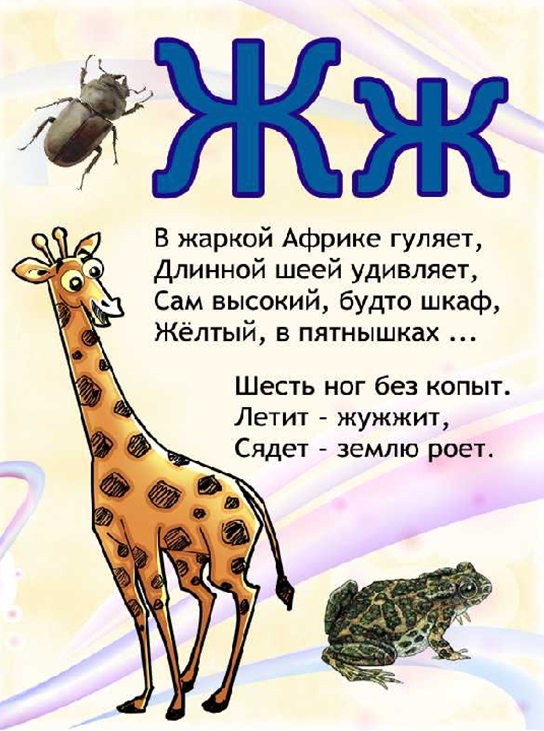 Жж
В жаркой Африке гуляет,
Длинной шеей удивляет,
Сам высокий, будто шкаф,
Жёлтый, в пятнышках ...
Шесть ног без копыт.
Летит - жужжит,
Сядет - землю роет.